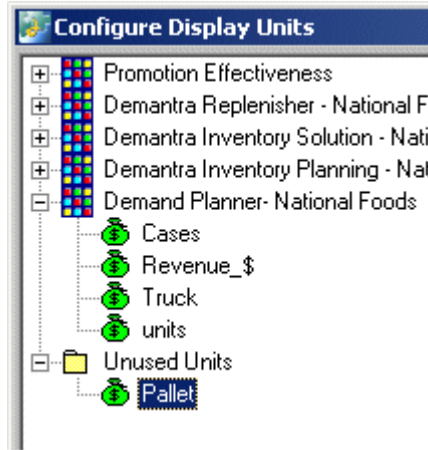 Configure Display Units
Promotion Effectiveness
Demantra Replenisher - National F
Demantra Inventory Solution - Nati
Demantra Inventory Planning - Nat
Demand Planner- National Foods
Cases
Revenue_$
Truck
units
Unused Units
Pallet